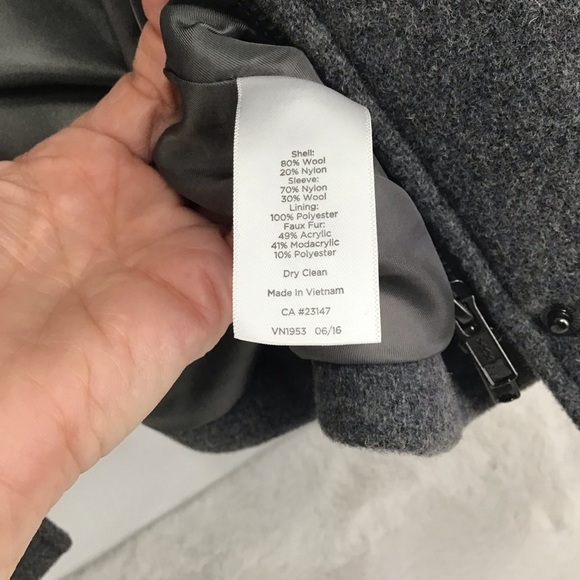 Shell:
80% Wool
20% Nylon
Sleeve:
70% Nylon
30% Wool
Lining:
100% Polyester
Faux Fur:
49% Acrylic
41% Modacrylic
10% Polyester
Dry Clean
Made In Vietnam
CA #23147
VN1953 06/16